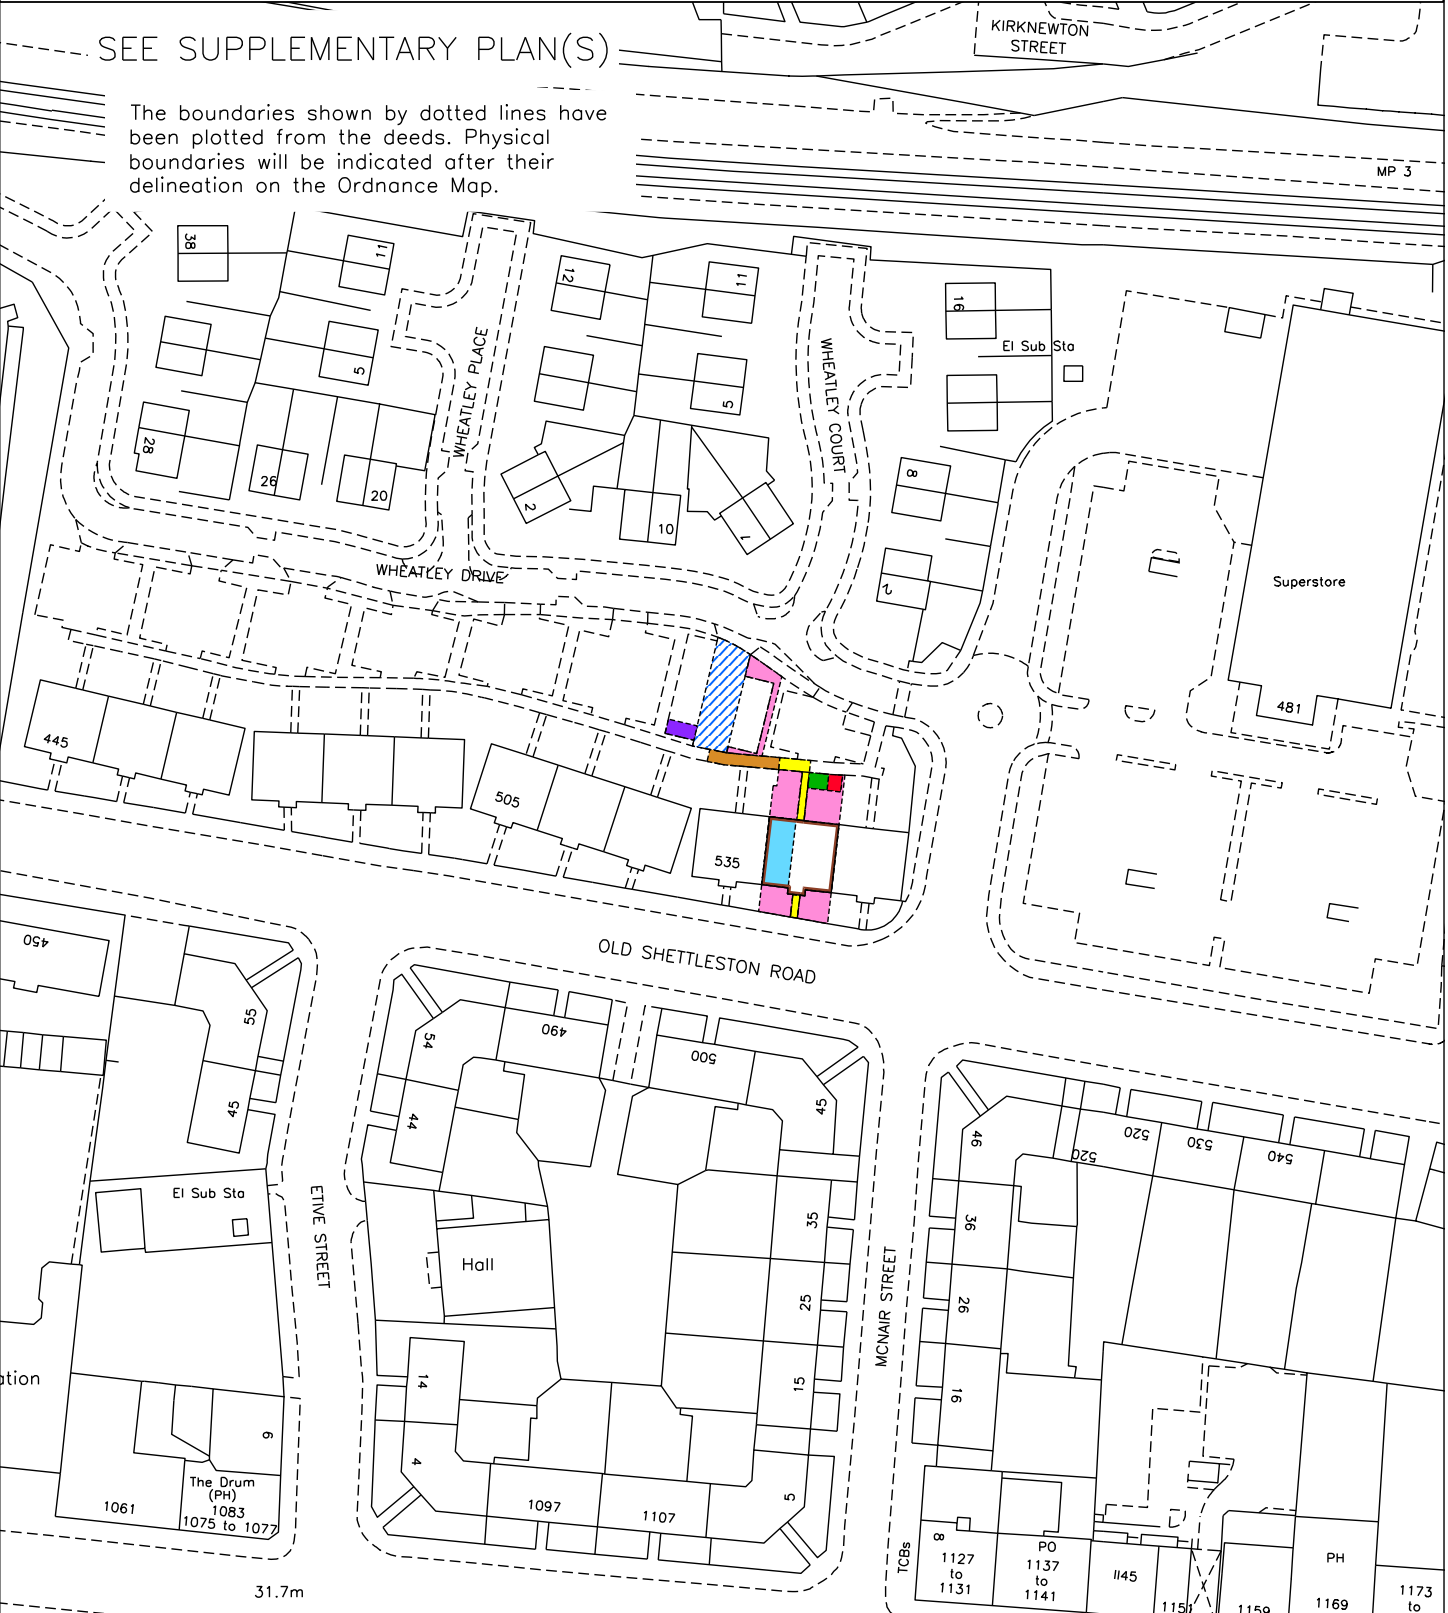 KIRKNEWTON
STREET
SEE SUPPLEMENTARY PLAN(S)
The boundaries shown by dotted lines have
been plotted from the deeds. Physical
boundaries will be indicated after their
delineation on the Ordnance Map.
MP 3
38
11
12
11
16
El Sub Sta
5
5
WHEATLEY PLACE
WHEATLEY COURT
28
26
20
2
10
1
8
2
WHEATLEY DRIVE
Superstore
481
445
505
535
OLD SHETTLESTON ROAD
450
55
45
54
44
490
500
45
46
520
520
530
540
El Sub Sta
ETIVE STREET
Hall
35
25
15
MCNAIR STREET
36
26
16
14
4
5
6
The Drum
(PH)
1083
1075 to 1077
1061
1097
1107
TCBs
8
1127
to
1131
PO
1137
to
1141
1145
1151
1159
PH
1169
1173
to
ation
31.7m